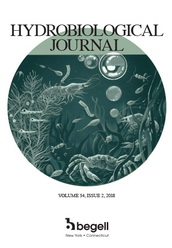 HYDROBIOLOGICAL
JOURNAL
VOLUME 54, ISSUE 2, 2018
begell
New York • Connecticut